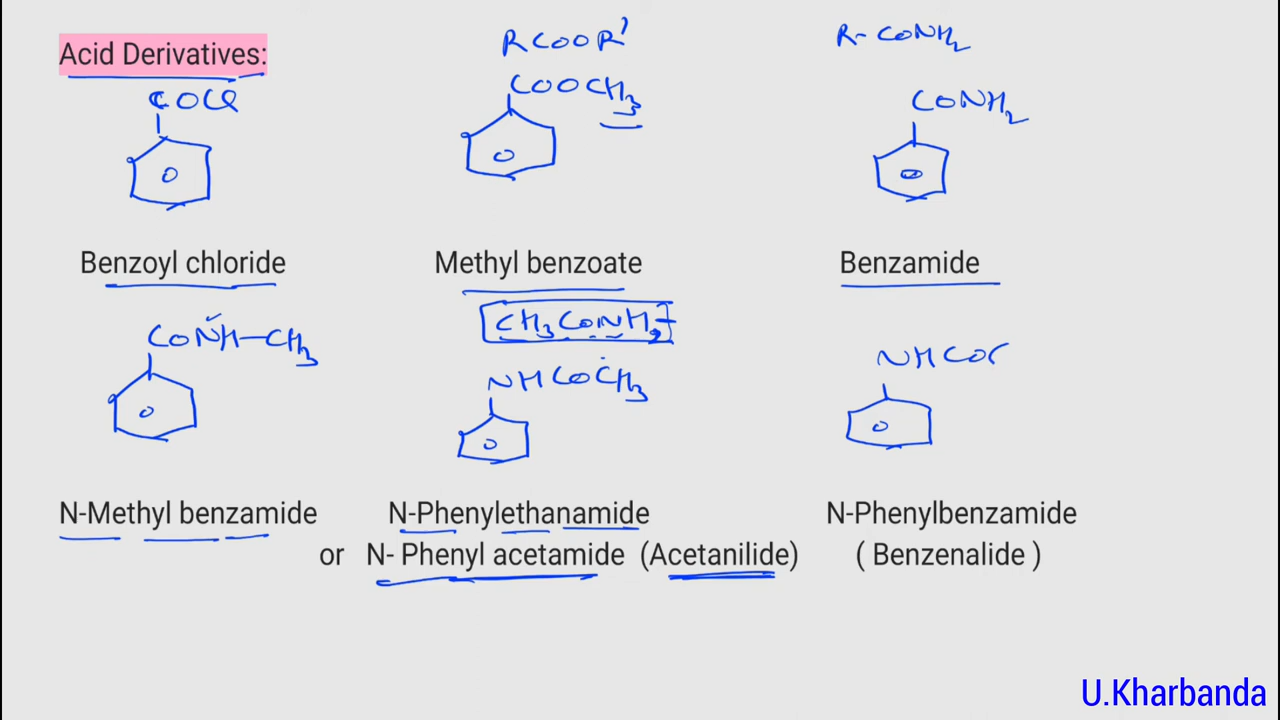 Acid Derivatives:
RCOOR'
R-CONH2
COCl
COOCH3
CONH2
Benzoyl chloride
Methyl benzoate
Benzamide
CH3CONH2
CONH-CH3
NHCOCH3
NHCOC
N-Methyl benzamide
N-Phenylethanamide
N-Phenylbenzamide
or N- Phenyl acetamide (Acetanilide)
( Benzenalide )
U.Kharbanda